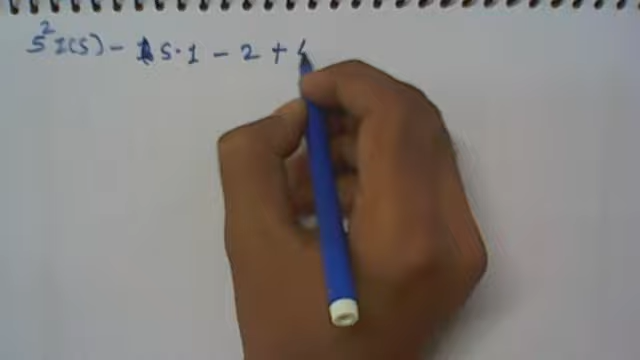 s²I(s) - s·1 - 2 +